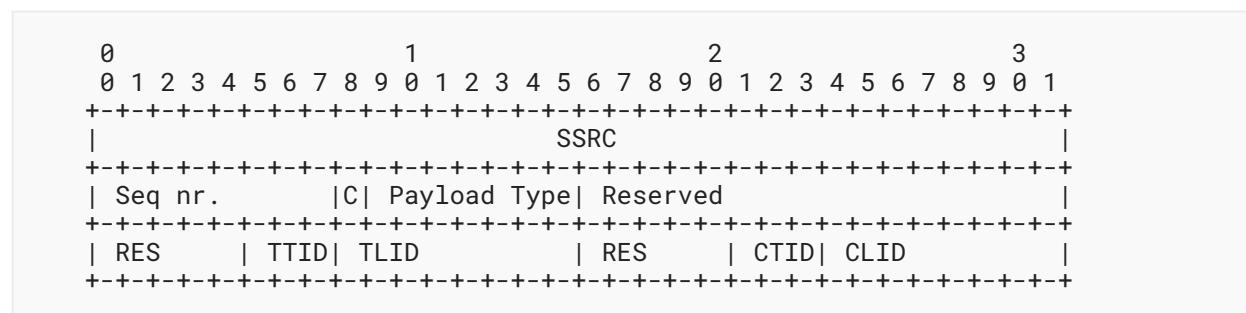 0                   1                   2                   3
0 1 2 3 4 5 6 7 8 9 0 1 2 3 4 5 6 7 8 9 0 1 2 3 4 5 6 7 8 9 0 1
+-+-+-+-+-+-+-+-+-+-+-+-+-+-+-+-+-+-+-+-+-+-+-+-+-+-+-+-+-+-+-+-+
|                              SSRC                             |
+-+-+-+-+-+-+-+-+-+-+-+-+-+-+-+-+-+-+-+-+-+-+-+-+-+-+-+-+-+-+-+-+
| Seq nr.       |C| Payload Type| Reserved                      |
+-+-+-+-+-+-+-+-+-+-+-+-+-+-+-+-+-+-+-+-+-+-+-+-+-+-+-+-+-+-+-+-+
| RES     | TTID| TLID          | RES     | CTID| CLID          |
+-+-+-+-+-+-+-+-+-+-+-+-+-+-+-+-+-+-+-+-+-+-+-+-+-+-+-+-+-+-+-+-+